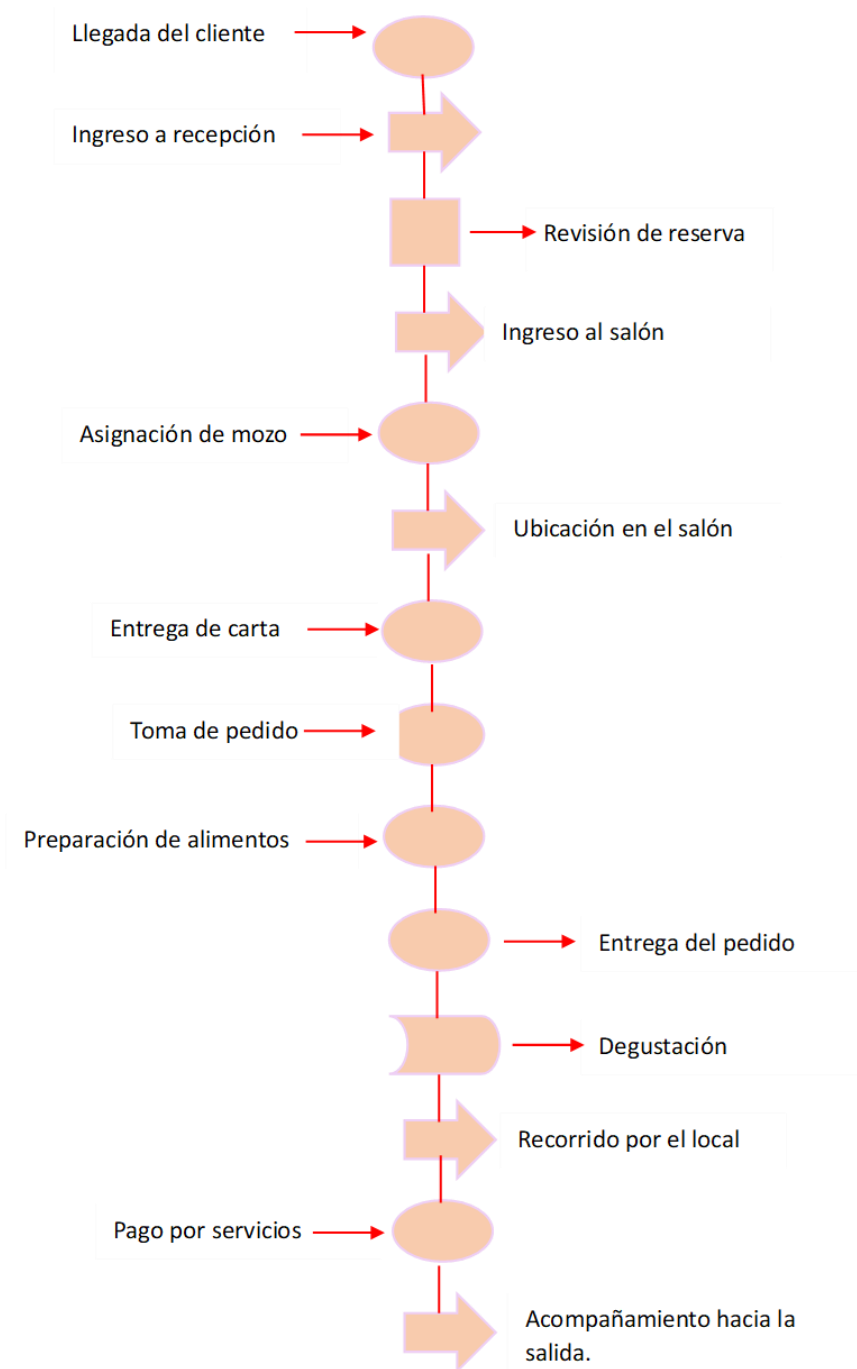 Llegada del cliente
Ingreso a recepción
Revisión de reserva
Ingreso al salón
Asignación de mozo
Ubicación en el salón
Entrega de carta
Toma de pedido
Preparación de alimentos
Entrega del pedido
Degustación
Recorrido por el local
Pago por servicios
Acompañamiento hacia la
salida.